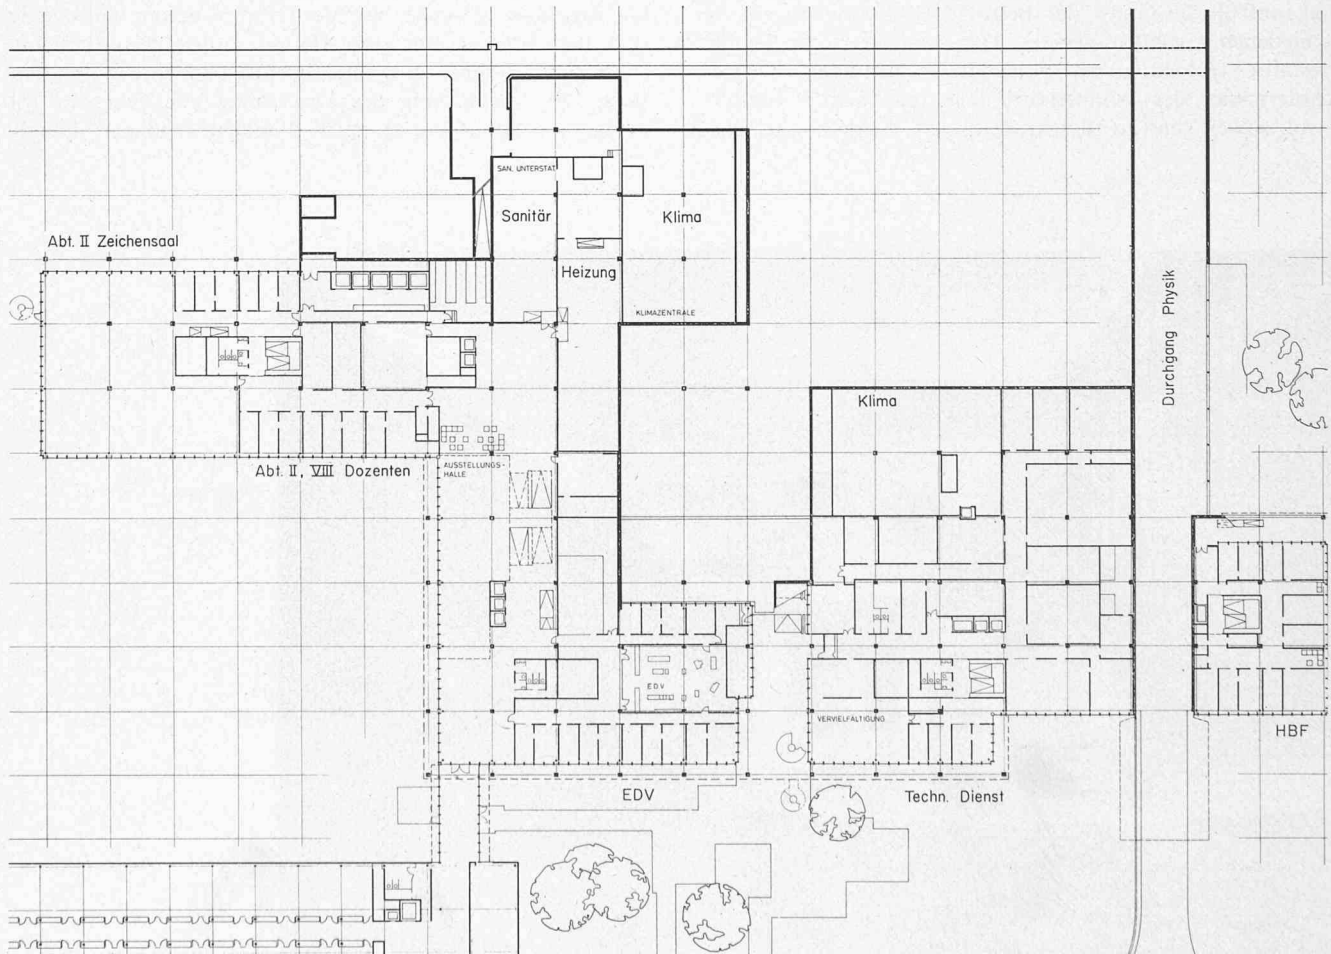 SAN. UNTERSTAT.
Sanitär
Klima
Abt. II Zeichensaal
Heizung
KLIMAZENTRALE
Durchgang Physik
Klima
Abt. II, VIII Dozenten
AUSSTELLUNGS-
HALLE
EDV
VERVIELFÄLTIGUNG
HBF
EDV
Techn. Dienst